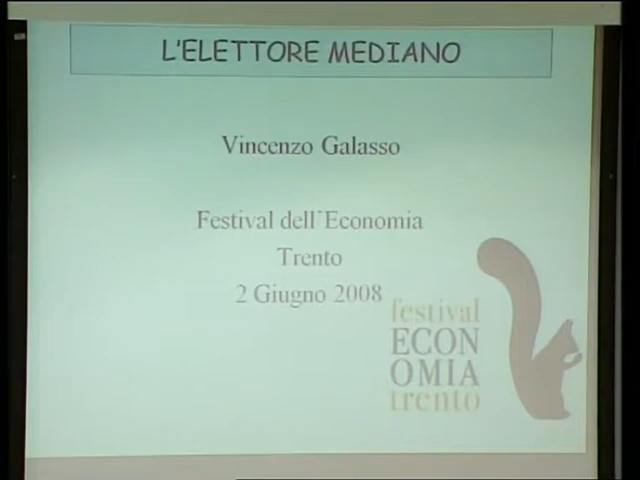 L'ELETTORE MEDIANO
Vincenzo Galasso
Festival dell'Economia
Trento
2 Giugno 2008
festival
ECON
OMIA
trento